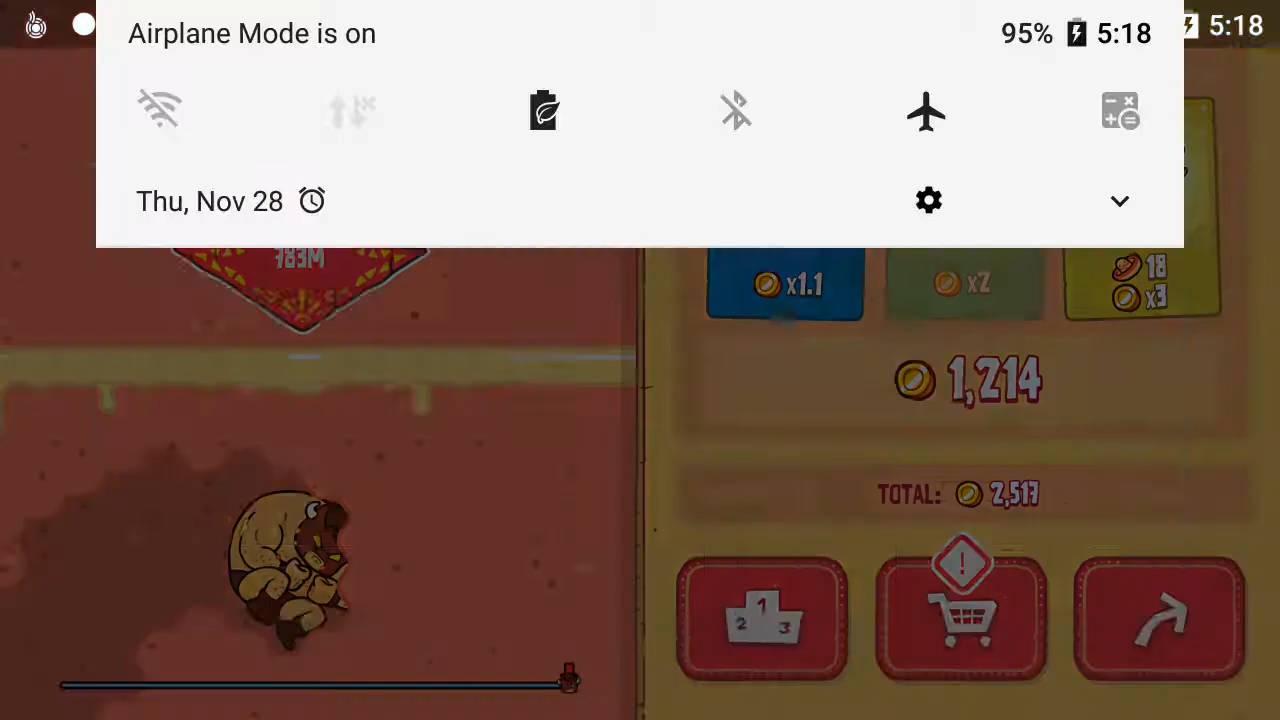 Airplane Mode is on
95% 5:18
5:18
Thu, Nov 28
783M
x1.1
x2
18
x3
1,214
TOTAL: 2,517
!
1
2 3